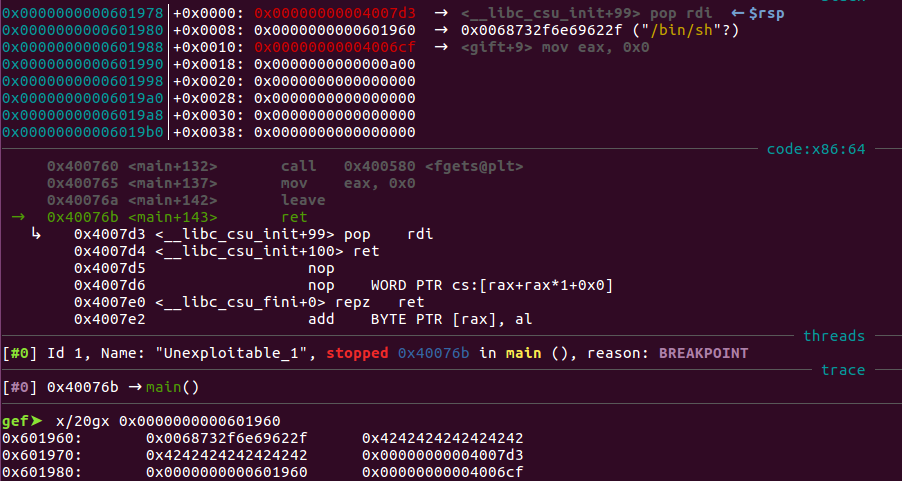 0x0000000000601978│+0x0000: 0x00000000004007d3 → <__libc_csu_init+99> pop rdi ← $rsp
0x0000000000601980│+0x0008: 0x0000000000601960 → 0x0068732f6e69622f ("/bin/sh"?)
0x0000000000601988│+0x0010: 0x00000000004006cf → <gift+9> mov eax, 0x0
0x0000000000601990│+0x0018: 0x0000000000000a00
0x0000000000601998│+0x0020: 0x0000000000000000
0x00000000006019a0│+0x0028: 0x0000000000000000
0x00000000006019a8│+0x0030: 0x0000000000000000
0x00000000006019b0│+0x0038: 0x0000000000000000
code:x86:64
0x400760 <main+132> call 0x400580 <fgets@plt>
0x400765 <main+137> mov eax, 0x0
0x40076a <main+142> leave
→ 0x40076b <main+143> ret
↳ 0x4007d3 <__libc_csu_init+99> pop rdi
0x4007d4 <__libc_csu_init+100> ret
0x4007d5 nop
0x4007d6 nop WORD PTR cs:[rax+rax*1+0x0]
0x4007e0 <__libc_csu_fini+0> repz ret
0x4007e2 add BYTE PTR [rax], al
threads
[#0] Id 1, Name: "Unexploitable_1", stopped 0x40076b in main (), reason: BREAKPOINT
trace
[#0] 0x40076b → main()
gef➤ x/20gx 0x0000000000601960
0x601960: 0x0068732f6e69622f 0x4242424242424242
0x601970: 0x4242424242424242 0x00000000004007d3
0x601980: 0x0000000000601960 0x00000000004006cf